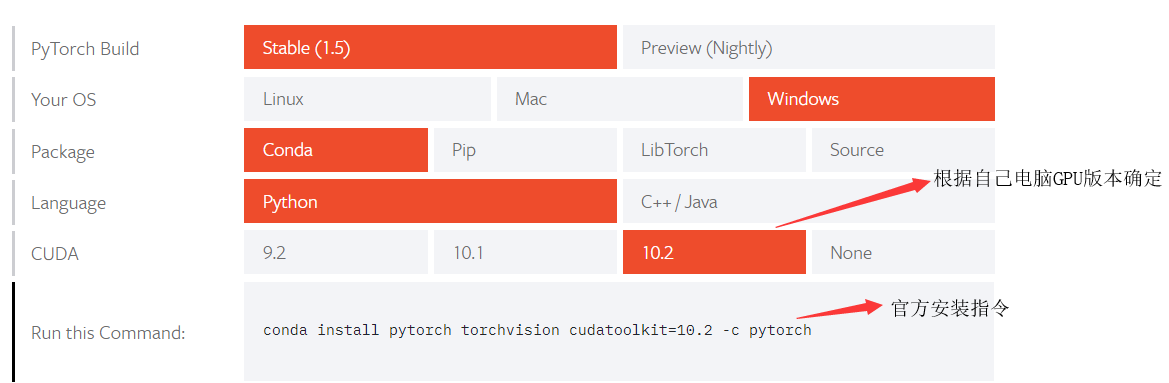 PyTorch Build Stable (1.5) Preview (Nightly)
Your OS Linux Mac Windows
Package Conda Pip LibTorch Source
根据自己电脑GPU版本确定
Language Python C++ / Java
CUDA 9.2 10.1 10.2 None
官方安装指令
Run this Command: conda install pytorch torchvision cudatoolkit=10.2 -c pytorch